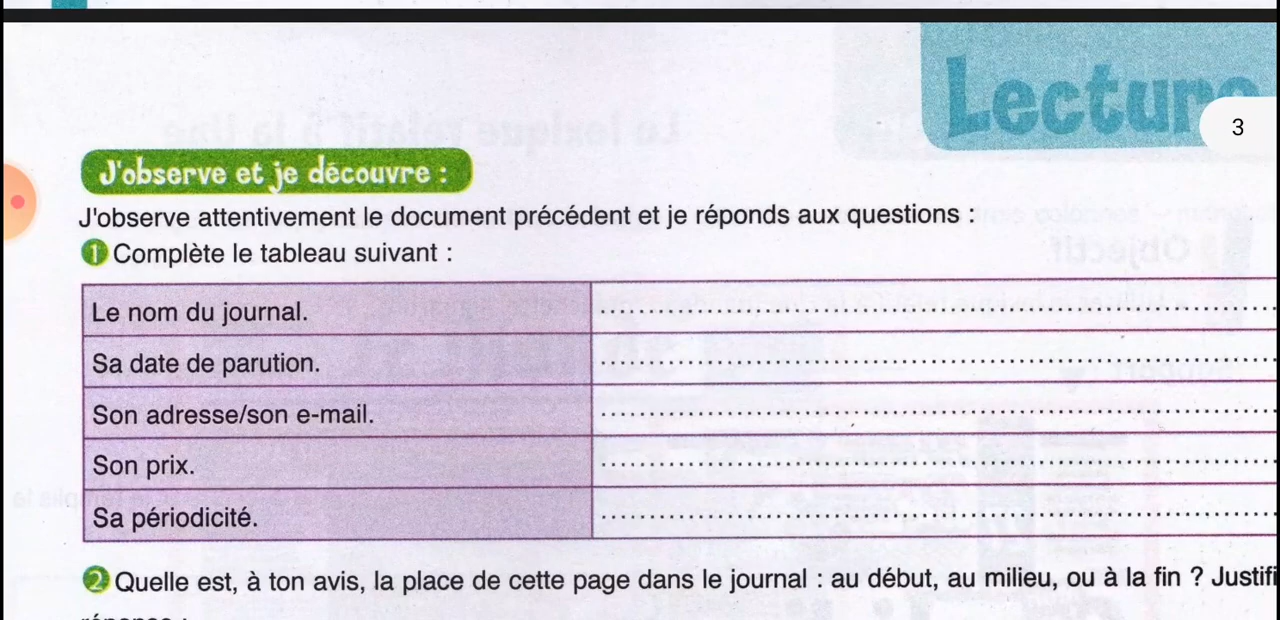 Lecture
3
J'observe et je découvre :
J'observe attentivement le document précédent et je réponds aux questions :
1 Complète le tableau suivant :
Le nom du journal.
Sa date de parution.
Son adresse/son e-mail.
Son prix.
Sa périodicité.
2 Quelle est, à ton avis, la place de cette page dans le journal : au début, au milieu, ou à la fin ? Justifi